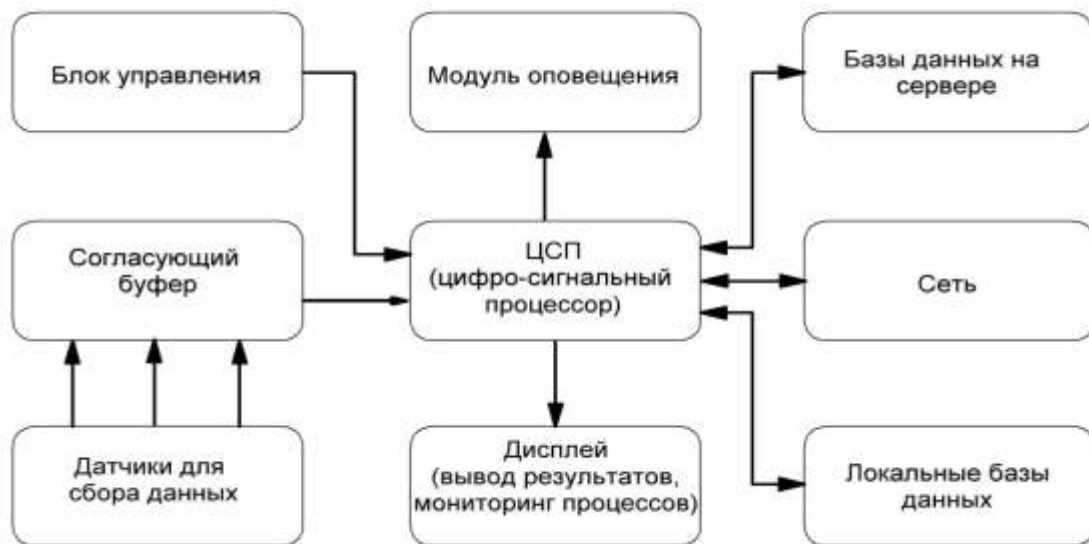 Блок управления
Модуль оповещения
Базы данных на
сервере
Согласующий
буфер
ЦСП
(цифро-сигнальный
процессор)
Сеть
Датчики для
сбора данных
Дисплей
(вывод результатов,
мониторинг процессов)
Локальные базы
данных